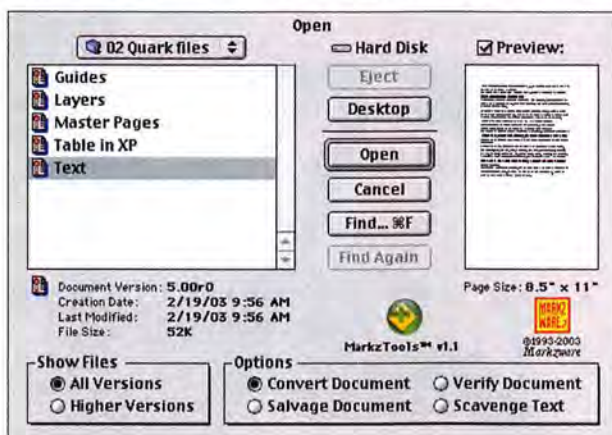 Open
02 Quark files
Hard Disk
Preview:
Guides
Layers
Master Pages
Table in XP
Text
Eject
Desktop
Open
Cancel
Find... ⌘F
Find Again
Document Version: 5.00r0
Creation Date: 2/19/03 9:56 AM
Last Modified: 2/19/03 9:56 AM
File Size: 52K
Page Size: 8.5" x 11"
MarkzTools™ v1.1
MARKZ
WARE
©1993-2003
Markzware
Show Files
All Versions
Higher Versions
Options
Convert Document
Verify Document
Salvage Document
Scavenge Text